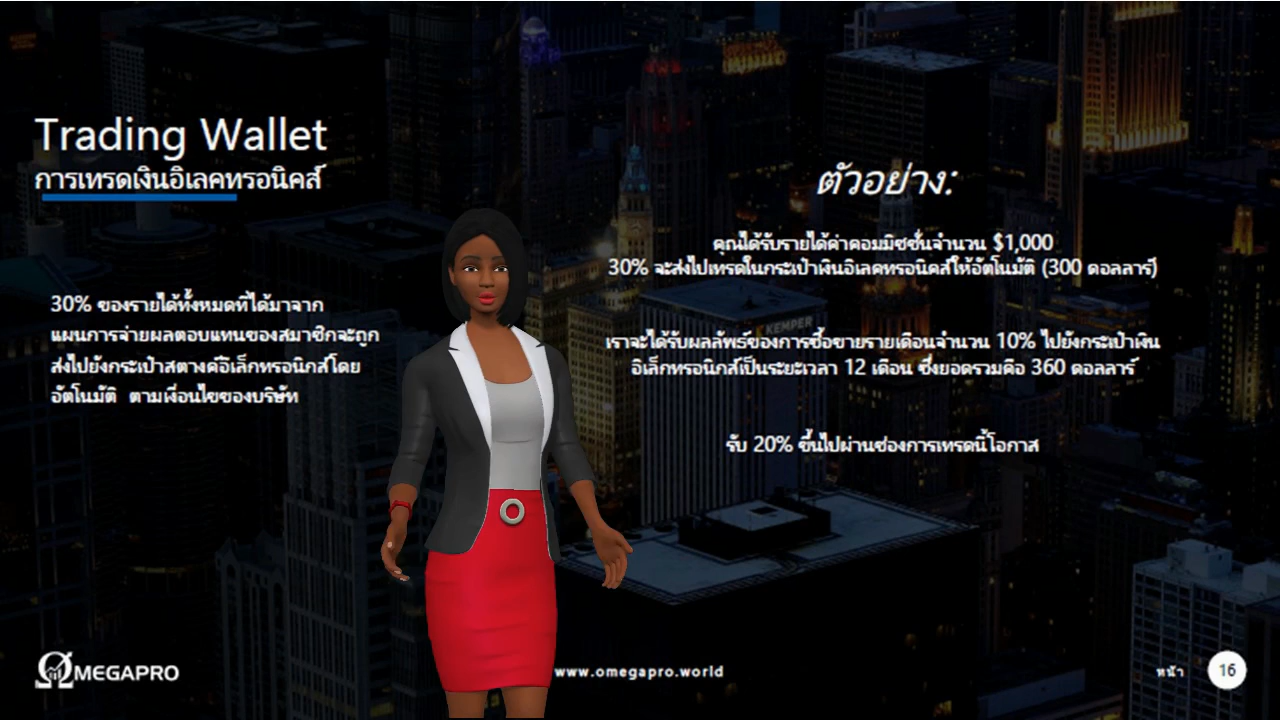 Trading Wallet
การเทรดเงินอิเลคทรอนิคส์
30% ของรายได้ทั้งหมดที่ได้มาจาก
แผนการจ่ายผลตอบแทนของสมาชิกจะถูก
ส่งไปยังกระเป๋าสตางค์อิเล็กทรอนิกส์โดย
อัตโนมัติ ตามเงื่อนไขของบริษัท
ตัวอย่าง:
คุณได้รับรายได้ค่าคอมมิชชั่นจำนวน $1,000
30% จะส่งไปเทรดในกระเป๋าเงินอิเลคทรอนิคส์ให้อัตโนมัติ (300 ดอลลาร์)
เราจะได้รับผลลัพธ์ของการซื้อขายรายเดือนจำนวน 10% ไปยังกระเป๋าเงิน
อิเล็กทรอนิกส์เป็นระยะเวลา 12 เดือน ซึ่งยอดรวมคือ 360 ดอลลาร์
รับ 20% ขึ้นไปผ่านช่องการเทรดนี้โอกาส
KEMPER
OMEGAPRO
www.omegapro.world
หน้า 16